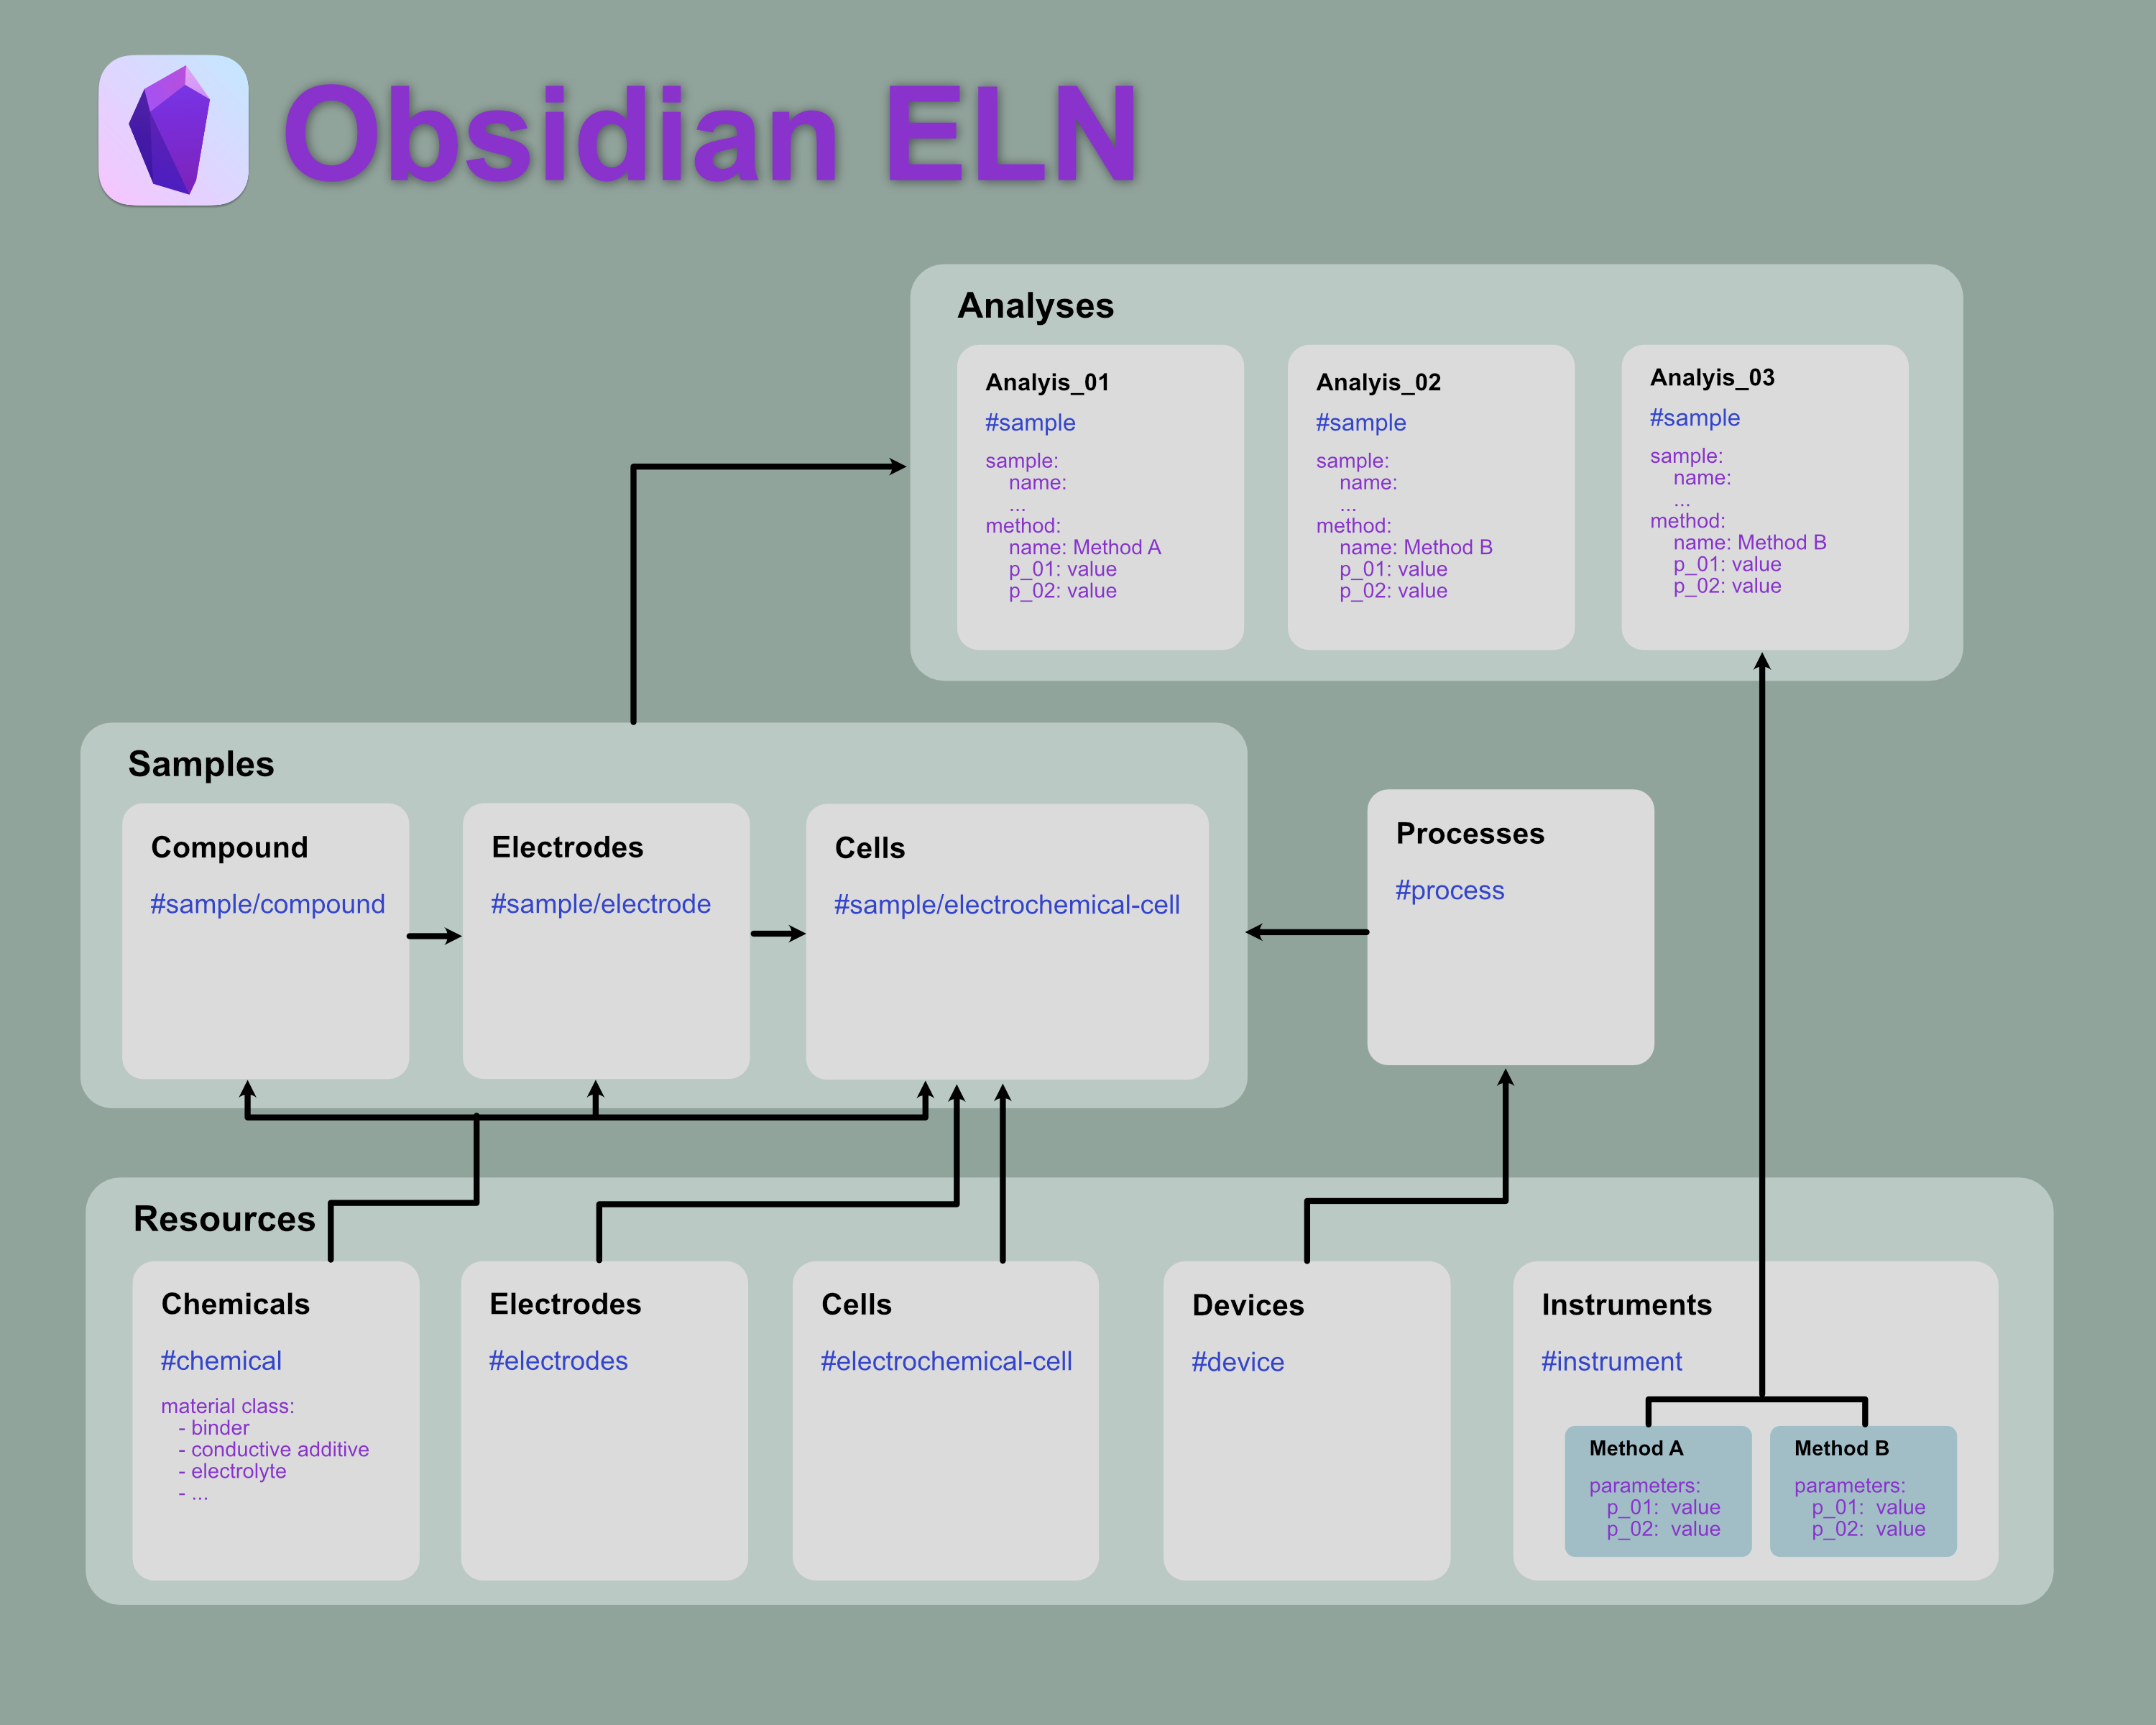 Obsidian ELN
Analyses
Analyis_01
#sample
sample:
name:
...
method:
name: Method A
p_01: value
p_02: value
Analyis_02
#sample
sample:
name:
...
method:
name: Method B
p_01: value
p_02: value
Analyis_03
#sample
sample:
name:
...
method:
name: Method B
p_01: value
p_02: value
Samples
Compound
#sample/compound
Electrodes
#sample/electrode
Cells
#sample/electrochemical-cell
Processes
#process
Resources
Chemicals
#chemical
material class:
- binder
- conductive additive
- electrolyte
- ...
Electrodes
#electrodes
Cells
#electrochemical-cell
Devices
#device
Instruments
#instrument
Method A
parameters:
p_01: value
p_02: value
Method B
parameters:
p_01: value
p_02: value